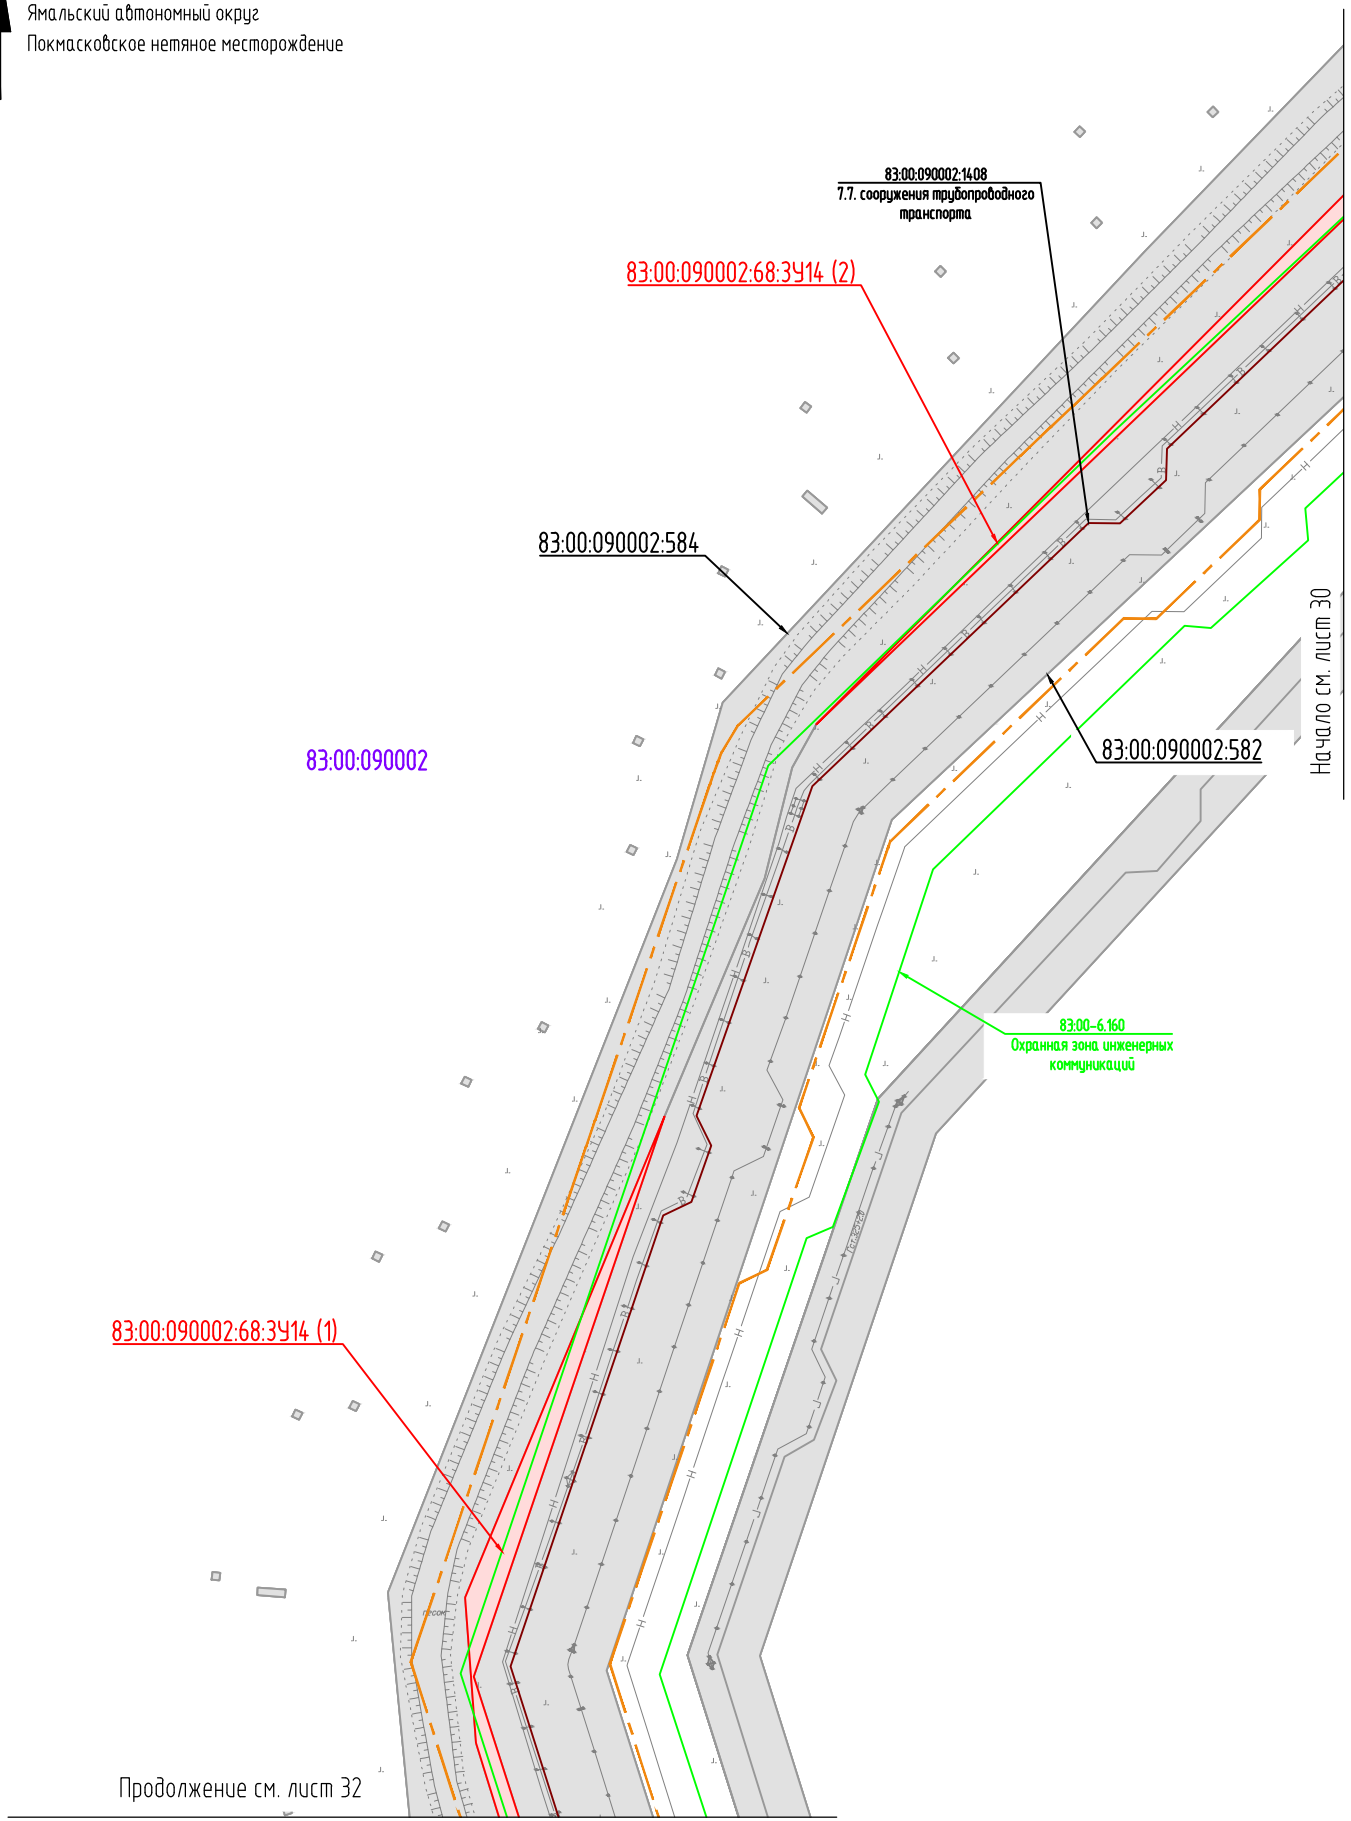 Ямальский автономный округ
Покмасковское нетяное месторождение
83:00:090002:1408
7.7. сооружения трубопроводного
транспорта
83:00:090002:68:ЗУ14 (2)
83:00:090002:584
Начало см. лист 30
83:00:090002
83:00:090002:582
83:00-6.160
Охранная зона инженерных
коммуникаций
83:00:090002:68:ЗУ14 (1)
песок
Продолжение см. лист 32